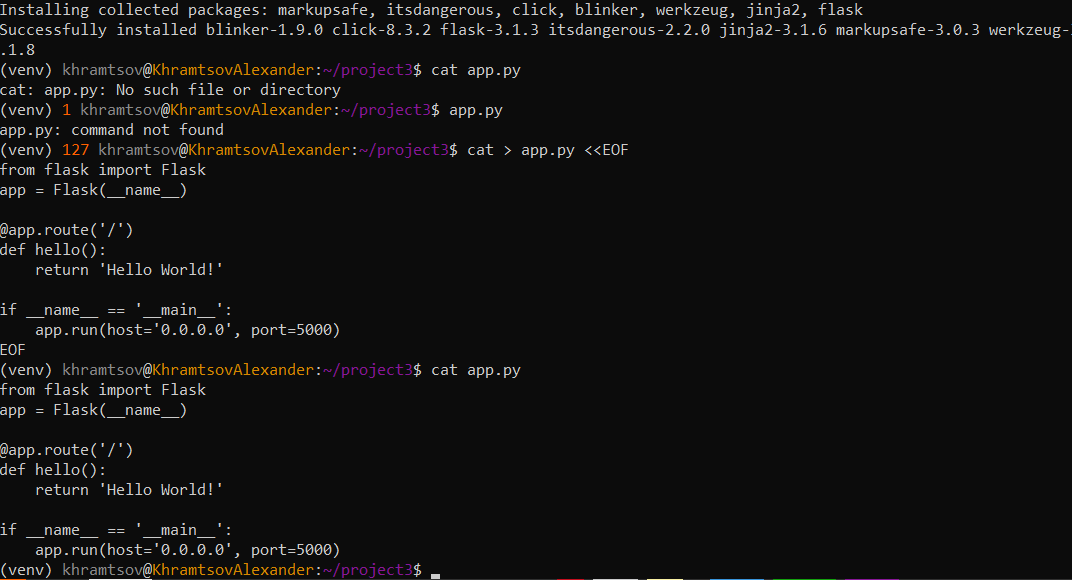 Installing collected packages: markupsafe, itsdangerous, click, blinker, werkzeug, jinja2, flask
Successfully installed blinker-1.9.0 click-8.3.2 flask-3.1.3 itsdangerous-2.2.0 jinja2-3.1.6 markupsafe-3.0.3 werkzeug-3
.1.8
(venv) khramtsov@KhramtsovAlexander:~/project3$ cat app.py
cat: app.py: No such file or directory
(venv) 1 khramtsov@KhramtsovAlexander:~/project3$ app.py
app.py: command not found
(venv) 127 khramtsov@KhramtsovAlexander:~/project3$ cat > app.py <<EOF
from flask import Flask
app = Flask(__name__)

@app.route('/')
def hello():
    return 'Hello World!'

if __name__ == '__main__':
    app.run(host='0.0.0.0', port=5000)
EOF
(venv) khramtsov@KhramtsovAlexander:~/project3$ cat app.py
from flask import Flask
app = Flask(__name__)

@app.route('/')
def hello():
    return 'Hello World!'

if __name__ == '__main__':
    app.run(host='0.0.0.0', port=5000)
(venv) khramtsov@KhramtsovAlexander:~/project3$